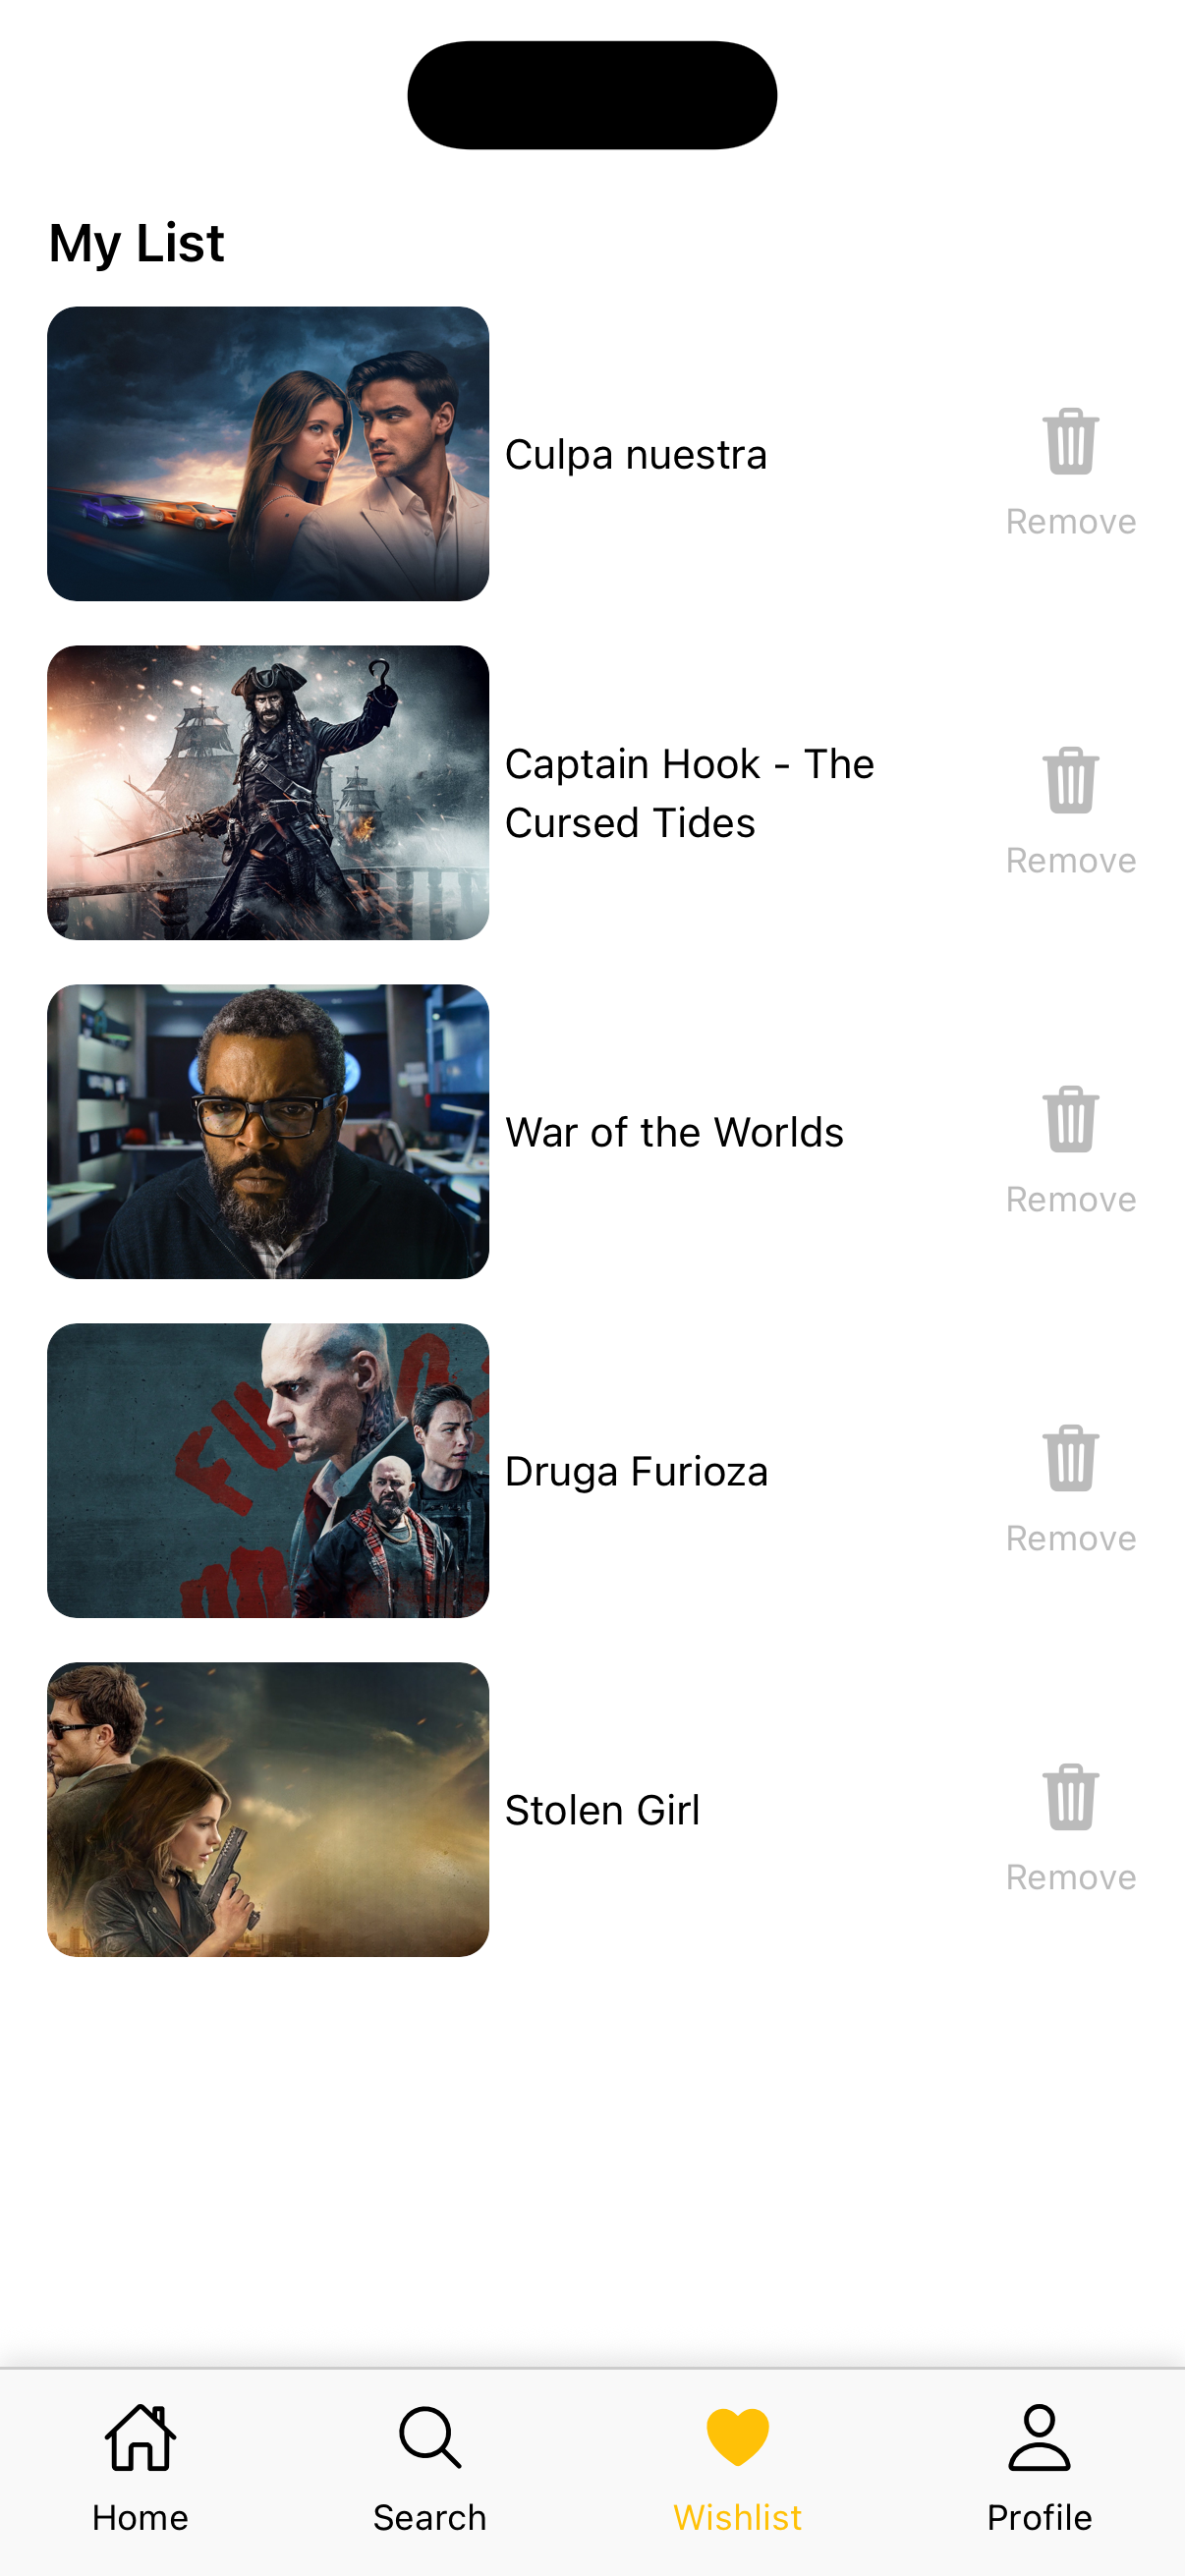 My List
Culpa nuestra
Remove
Captain Hook - The
Cursed Tides
Remove
War of the Worlds
Remove
FU
Druga Furioza
Remove
Stolen Girl
Remove
Home
Search
Wishlist
Profile